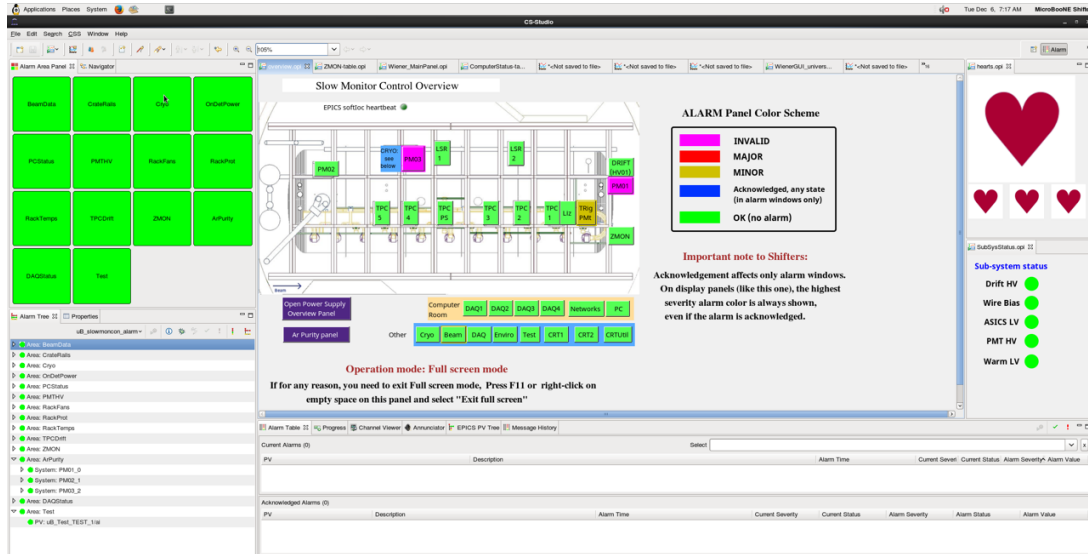 Applications Places System
Tue Dec 6, 7:17 AM MicroBooNE Shift
CS-Studio
File Edit Search CSS Window Help
105%
Alarm
Alarm Area Panel Navigator
BeamData CrateRails Cryo OnDetPower
PCStatus PMTHV RackFans RackProt
RackTemps TPCDrift ZMON ArPurity
DAQStatus Test
Alarm Tree Properties
uB_slowmoncon_alarm
Area: BeamData
Area: CrateRails
Area: Cryo
Area: OnDetPower
Area: PCStatus
Area: PMTHV
Area: RackFans
Area: RackProt
Area: RackTemps
Area: TPCDrift
Area: ZMON
Area: ArPurity
System: PM01_0
System: PM02_1
System: PM03_2
Area: DAQStatus
Area: Test
PV: uB_Test_TEST_1/ai
overview.opi ZMON-table.opi Wiener_MainPanel.opi ComputerStatus-ta... *<Not saved to file> *<Not saved to file> *<Not saved to file> WienerGUI_univers... *<Not saved to file>
Slow Monitor Control Overview
EPICS softIoc heartbeat
CRYO:
see
below
PM02
PM03
LSR
1
LSR
2
DRIFT
(HV01)
PM01
TPC
5
TPC
4
TPC
PS
TPC
3
TPC
2
TPC
1
Liz
TRig
PMt
ZMON
Beam
Open Power Supply
Overview Panel
Ar Purity panel
Computer
Room
DAQ1 DAQ2 DAQ3 DAQ4 Networks PC
Other Cryo Beam DAQ Enviro Test CRT1 CRT2 CRTUtil
Operation mode: Full screen mode
If for any reason, you need to exit Full screen mode, Press F11 or right-click on
empty space on this panel and select "Exit full screen"
ALARM Panel Color Scheme
INVALID
MAJOR
MINOR
Acknowledged, any state
(in alarm windows only)
OK (no alarm)
Important note to Shifters:
Acknowledgement affects only alarm windows.
On display panels (like this one), the highest
severity alarm color is always shown,
even if the alarm is acknowledged.
hearts.opi
SubSysStatus.opi
Sub-system status
Drift HV
Wire Bias
ASICS LV
PMT HV
Warm LV
Alarm Table Progress Channel Viewer Annunciator EPICS PV Tree Message History
Current Alarms (0) Select
PV Description Alarm Time Current Severi Current Status Alarm Severity Alarm Value
Acknowledged Alarms (0)
PV Description Alarm Time Current Severity Current Status Alarm Severity Alarm Status Alarm Value